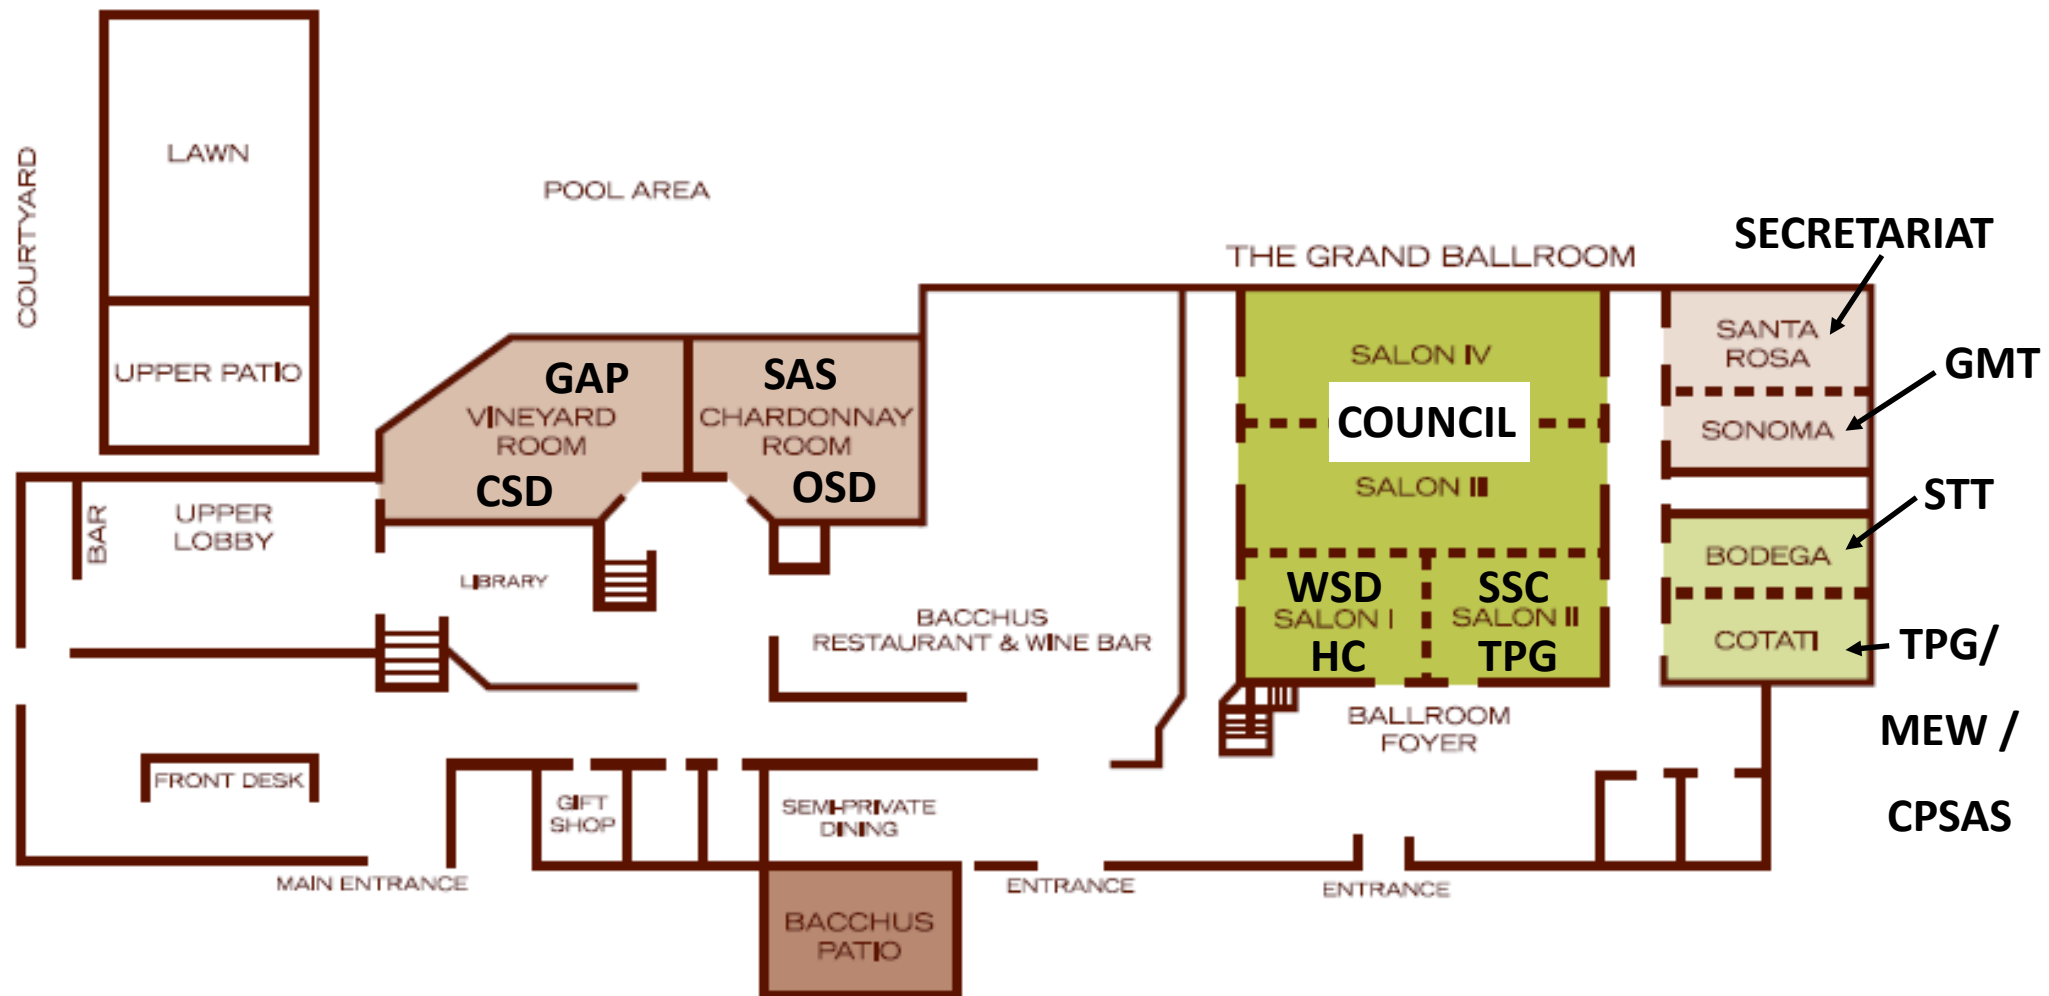 COURTYARD
LAWN
UPPER PATIO
POOL AREA
THE GRAND BALLROOM
SECRETARIAT
SANTA
ROSA
GMT
SONOMA
STT
BODEGA
COTATI
TPG/
MEW /
CPSAS
GAP
VINEYARD
ROOM
CSD
SAS
CHARDONNAY
ROOM
OSD
SALON IV
COUNCIL
SALON III
WSD
SALON I
HC
SSC
SALON II
TPG
BAR
UPPER
LOBBY
LIBRARY
BACCHUS
RESTAURANT & WINE BAR
BALLROOM
FOYER
FRONT DESK
GIFT
SHOP
SEMI-PRIVATE
DINING
MAIN ENTRANCE
ENTRANCE
ENTRANCE
BACCHUS
PATIO